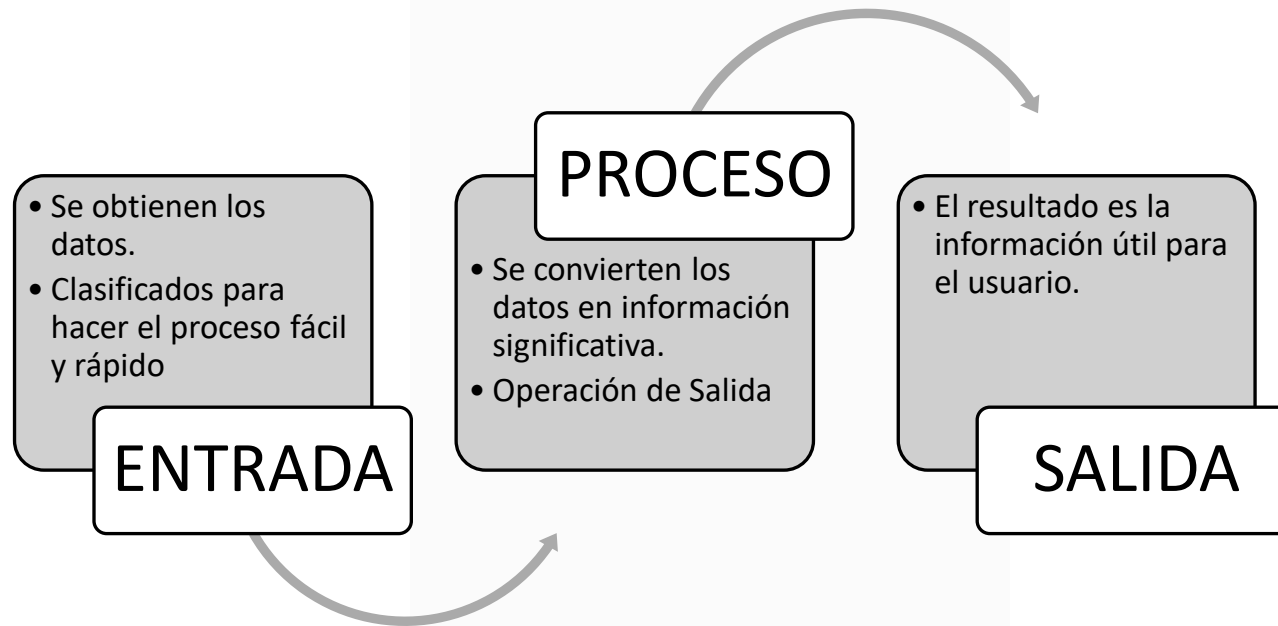 • Se obtienen los
datos.
• Clasificados para
hacer el proceso fácil
y rápido
ENTRADA
PROCESO
• Se convierten los
datos en información
significativa.
• Operación de Salida
• El resultado es la
información útil para
el usuario.
SALIDA